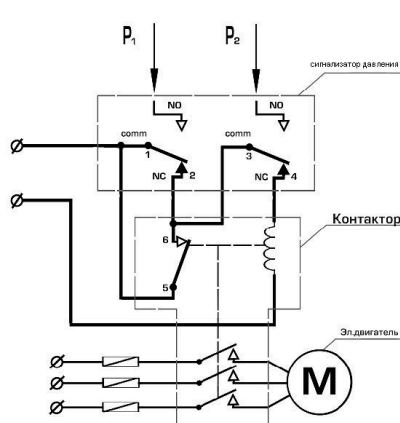 P1 P2
сигнализатор давления
NO NO
comm comm
1 3
NC 2 NC 4
Контактор
6
5
Эл.двигатель
M